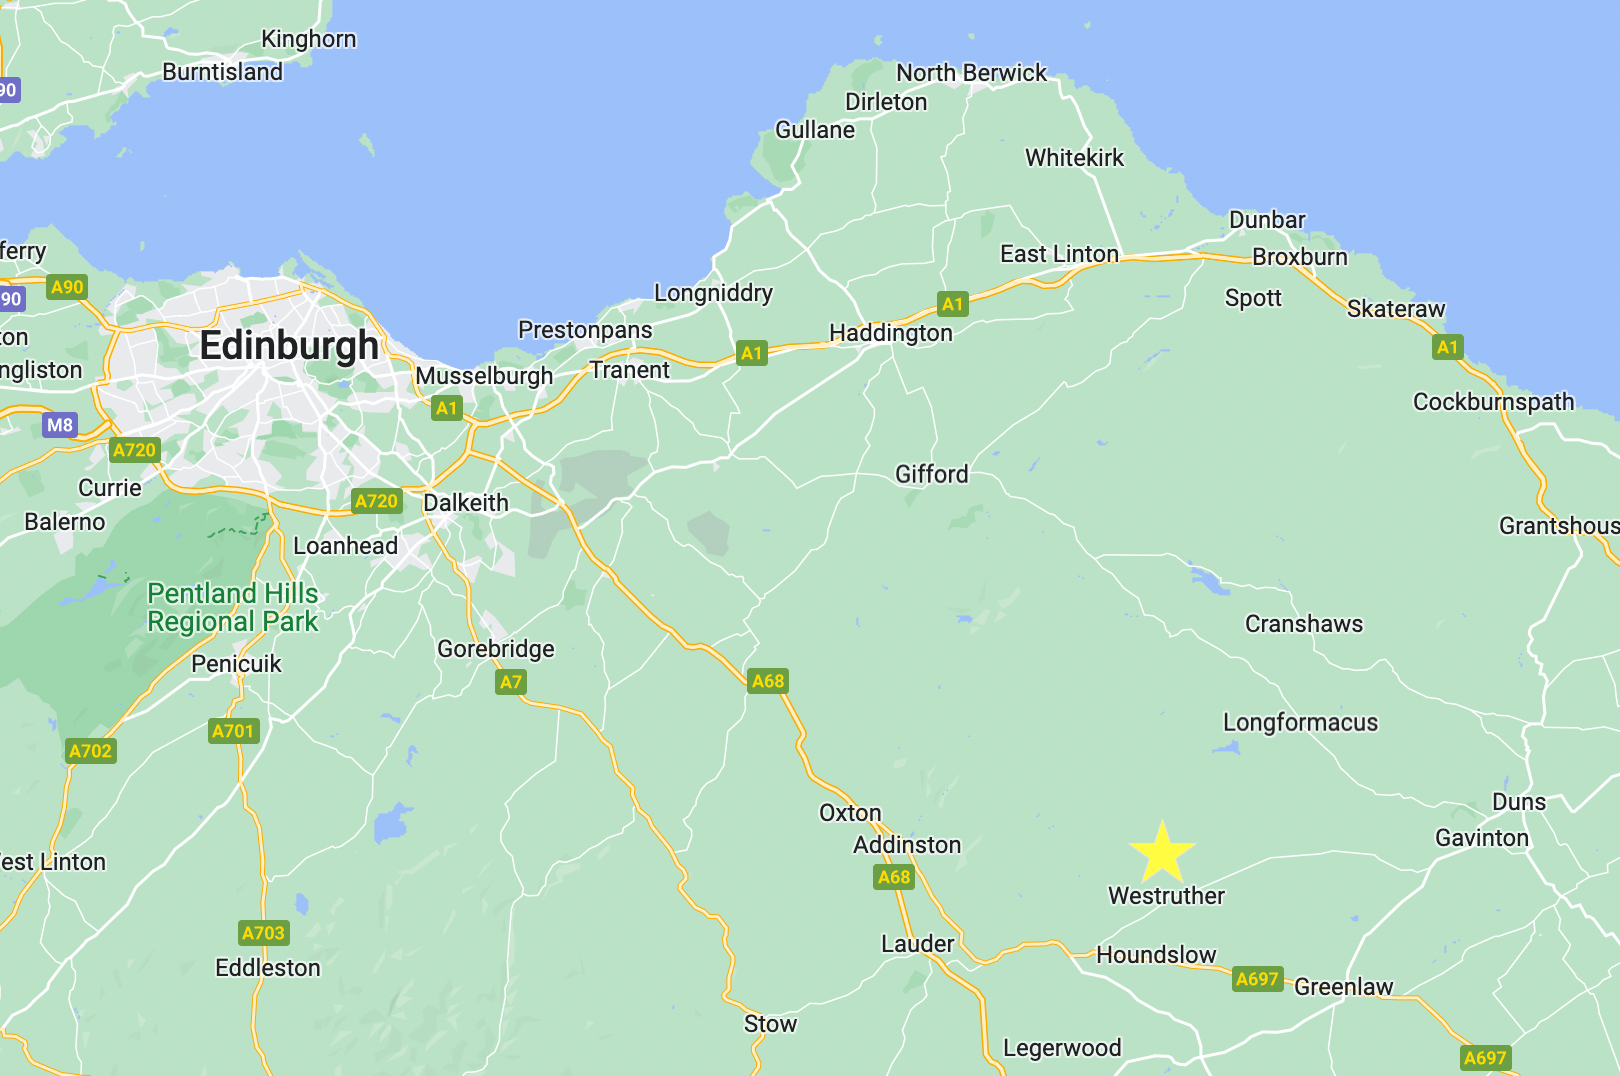 Kinghorn
Burntisland
90
North Berwick
Dirleton
Gullane
Whitekirk
Dunbar
ferry
East Linton
Broxburn
A90
90
Longniddry
Spott
A1
Skateraw
Prestonpans
Haddington
ton
Edinburgh
A1
A1
ngliston
Musselburgh
Tranent
A1
Cockburnspath
M8
A720
Gifford
Currie
A720
Dalkeith
Balerno
Grantshous
Loanhead
Pentland Hills
Regional Park
Cranshaws
Gorebridge
Penicuik
A7
A68
Longformacus
A701
A702
Duns
Oxton
Gavinton
Addinston
est Linton
A68
Westruther
A703
Lauder
Houndslow
Eddleston
A697
Greenlaw
Stow
Legerwood
A697